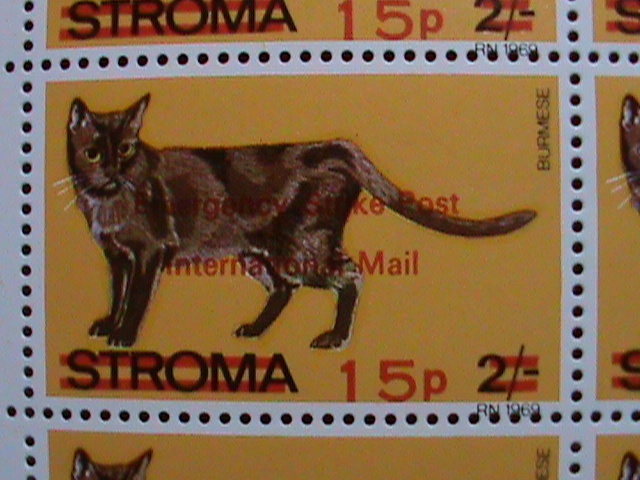 STROMA 15p 2/-
RN 1969
BURMESE
Emergency Strike Post
International Mail
STROMA 15p 2/-
RN 1969